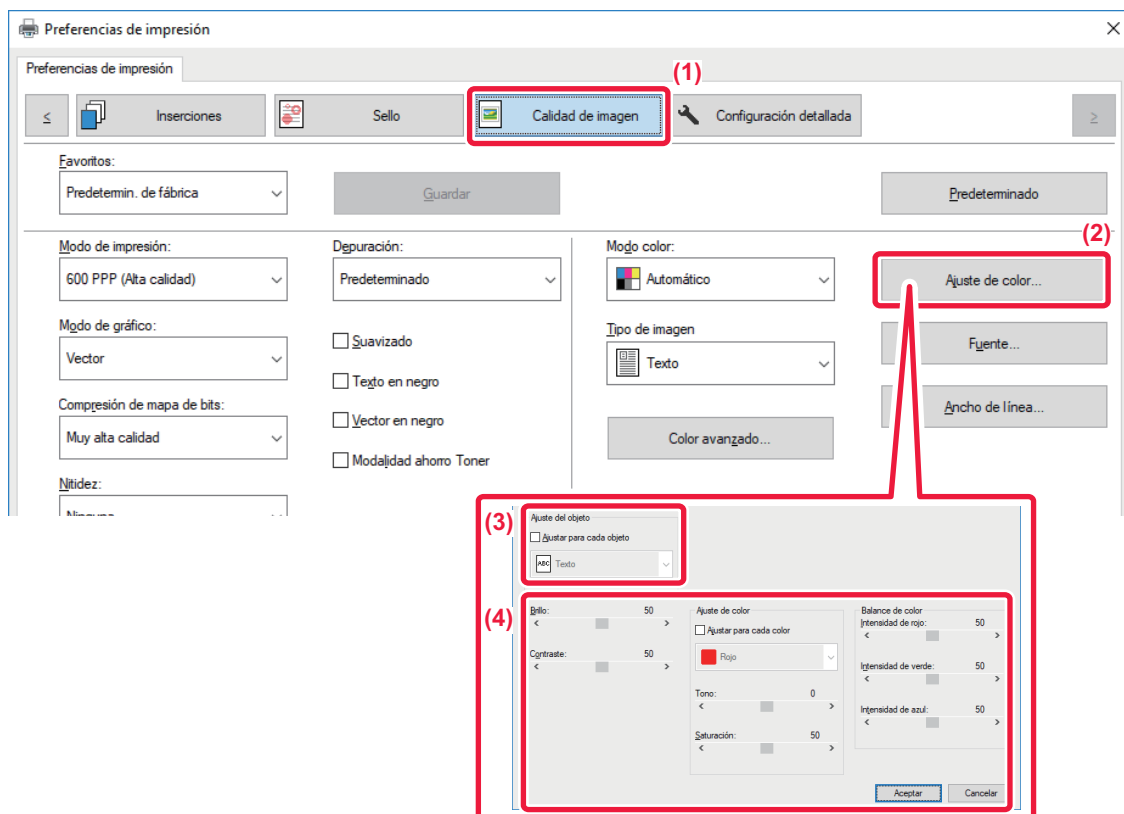 Preferencias de impresión
Preferencias de impresión
(1)
<
Inserciones
Sello
Calidad de imagen
Configuración detallada
>
Favoritos:
Predetermin. de fábrica
Guardar
Predeterminado
(2)
Modo de impresión:
Depuración:
Modo color:
600 PPP (Alta calidad)
Predeterminado
Automático
Ajuste de color...
Modo de gráfico:
Suavizado
Tipo de imagen
Vector
Texto
Fuente...
Texto en negro
Compresión de mapa de bits:
Vector en negro
Ancho de línea...
Muy alta calidad
Color avanzado...
Modalidad ahorro Toner
Nitidez:
Ninguna
(3)
Ajuste del objeto
Ajustar para cada objeto
ABC Texto
(4)
Brillo: 50
Contraste: 50
Ajuste de color
Ajustar para cada color
Rojo
Tono: 0
Saturación: 50
Balance de color
Intensidad de rojo: 50
Intensidad de verde: 50
Intensidad de azul: 50
Aceptar
Cancelar